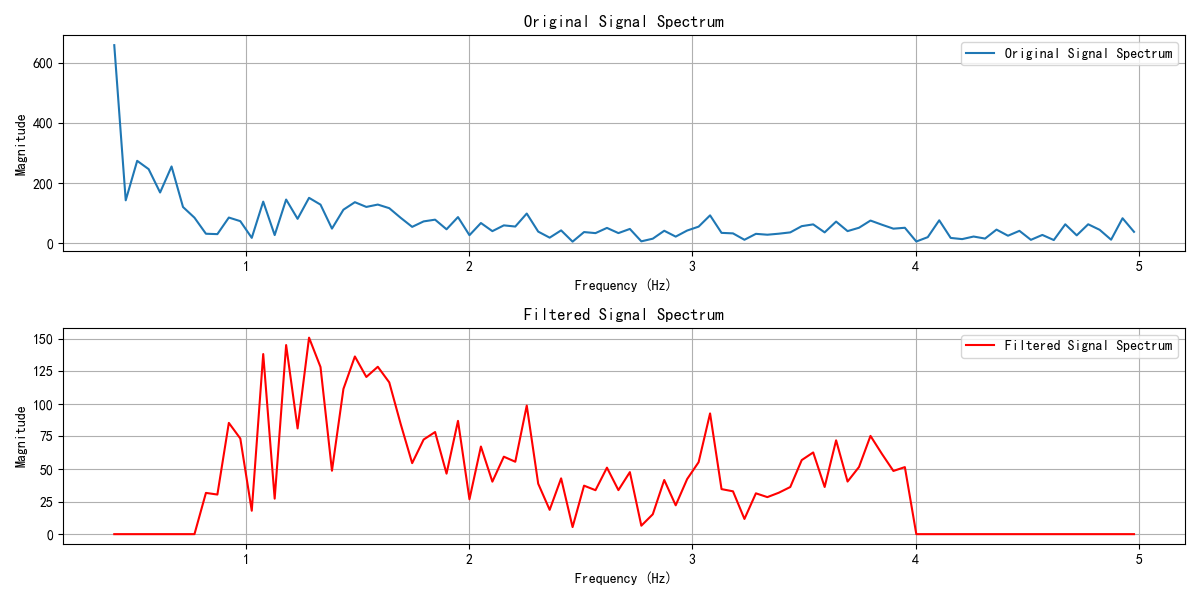 Original Signal Spectrum
Original Signal Spectrum
600
400
200
0
Magnitude
1 2 3 4 5
Frequency (Hz)
Filtered Signal Spectrum
Filtered Signal Spectrum
150
125
100
75
50
25
0
Magnitude
1 2 3 4 5
Frequency (Hz)